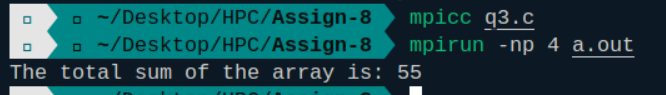 ~/Desktop/HPC/Assign-8 mpicc q3.c
~/Desktop/HPC/Assign-8 mpirun -np 4 a.out
The total sum of the array is: 55